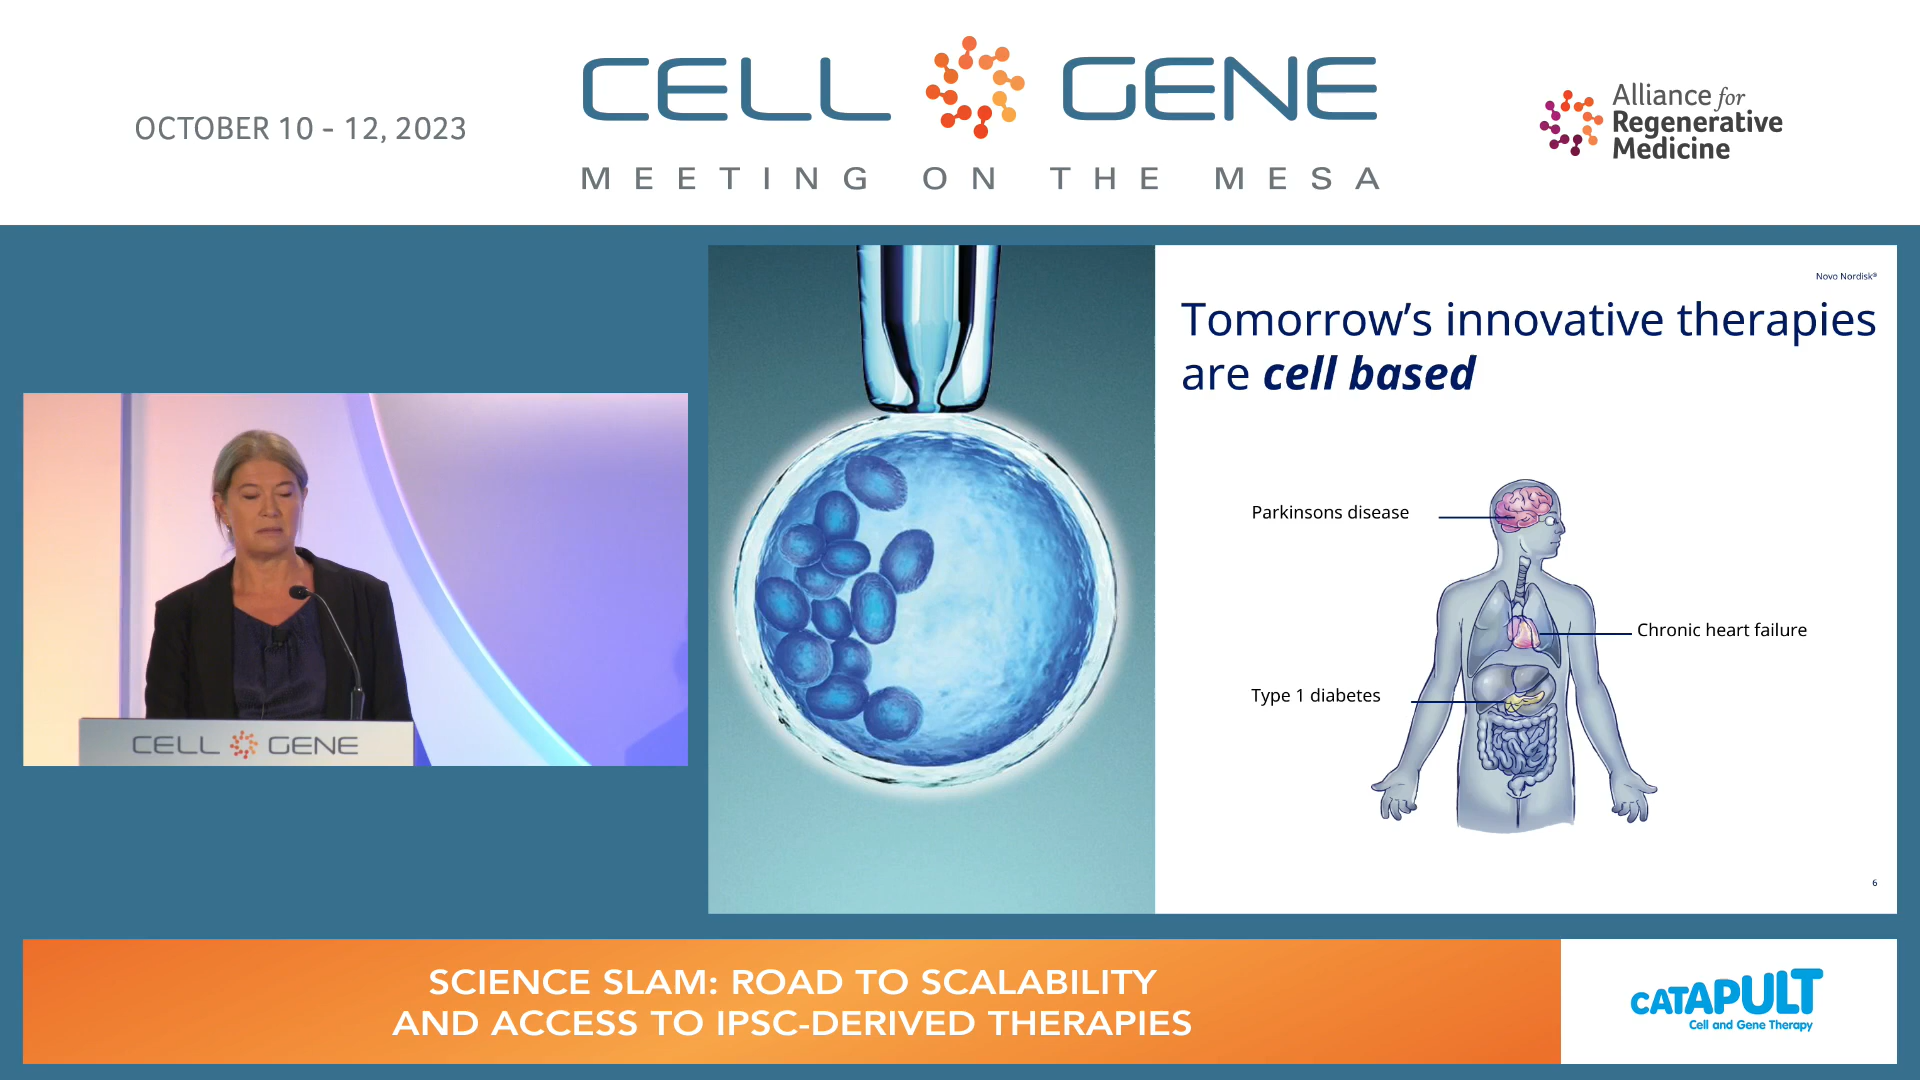 OCTOBER 10 - 12, 2023
CELL GENE
MEETING ON THE MESA
Alliance for
Regenerative
Medicine
Novo Nordisk®
Tomorrow’s innovative therapies
are cell based
Parkinsons disease
Chronic heart failure
Type 1 diabetes
6
CELL GENE
SCIENCE SLAM: ROAD TO SCALABILITY
AND ACCESS TO IPSC-DERIVED THERAPIES
CATAPULT
Cell and Gene Therapy